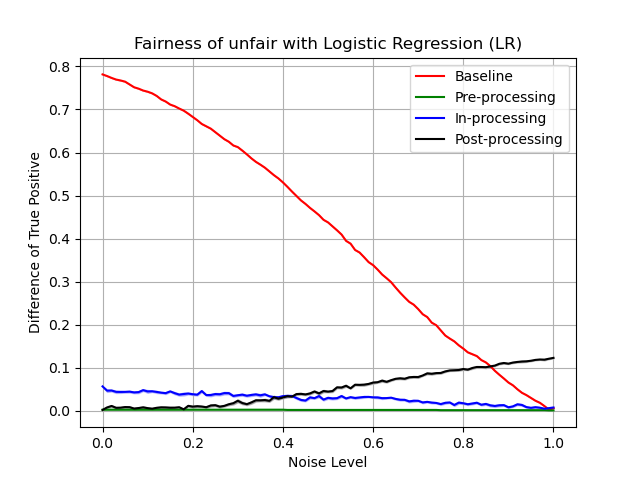 Fairness of unfair with Logistic Regression (LR)
Difference of True Positive
0.8
0.7
0.6
0.5
0.4
0.3
0.2
0.1
0.0
Baseline
Pre-processing
In-processing
Post-processing
0.0 0.2 0.4 0.6 0.8 1.0
Noise Level